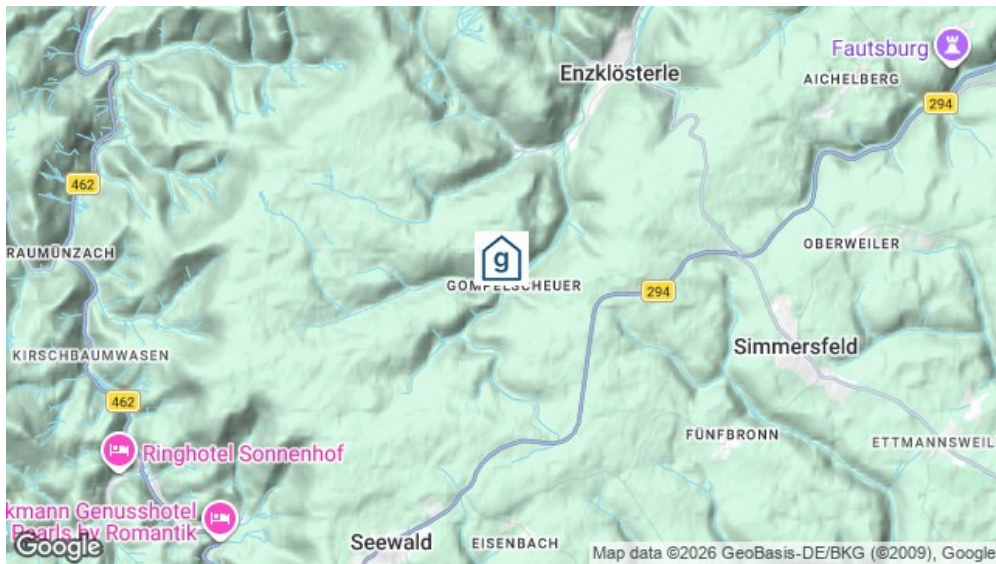 Fautsburg
Enzklösterle
AICHELBERG
294
462
RAUMÜNZACH
OBERWEILER
g
GOMPELSCHEUER
294
Simmersfeld
KIRSCHBAUMWASEN
462
FÜNFBRONN
ETTMANNSWEIL
Ringhotel Sonnenhof
kmann Genusshotel
Pearls by Romantik
Seewald
EISENBACH
Google
Map data ©2026 GeoBasis-DE/BKG (©2009), Google